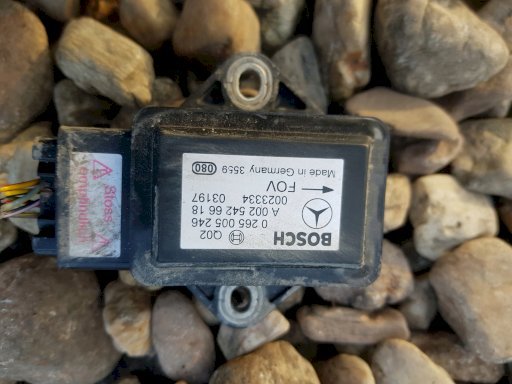 BOSCH
Q02
0 265 005 246
A 002 542 66 18
0023334 03197
FOV
Made in Germany 3559 080
Stoss-
empfindlich!